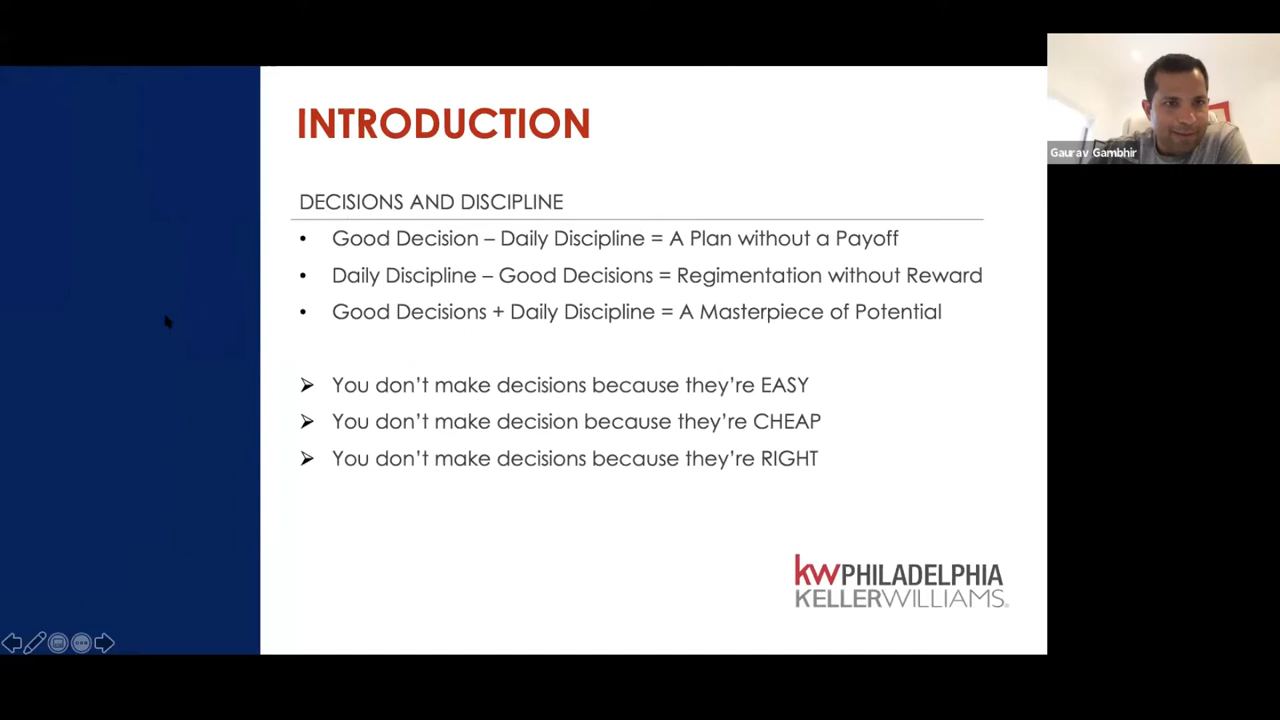 INTRODUCTION
DECISIONS AND DISCIPLINE
• Good Decision – Daily Discipline = A Plan without a Payoff
• Daily Discipline – Good Decisions = Regimentation without Reward
• Good Decisions + Daily Discipline = A Masterpiece of Potential
➢ You don’t make decisions because they’re EASY
➢ You don’t make decision because they’re CHEAP
➢ You don’t make decisions because they’re RIGHT
kwPHILADELPHIA
KELLERWILLIAMS®
Gaurav Gambhir